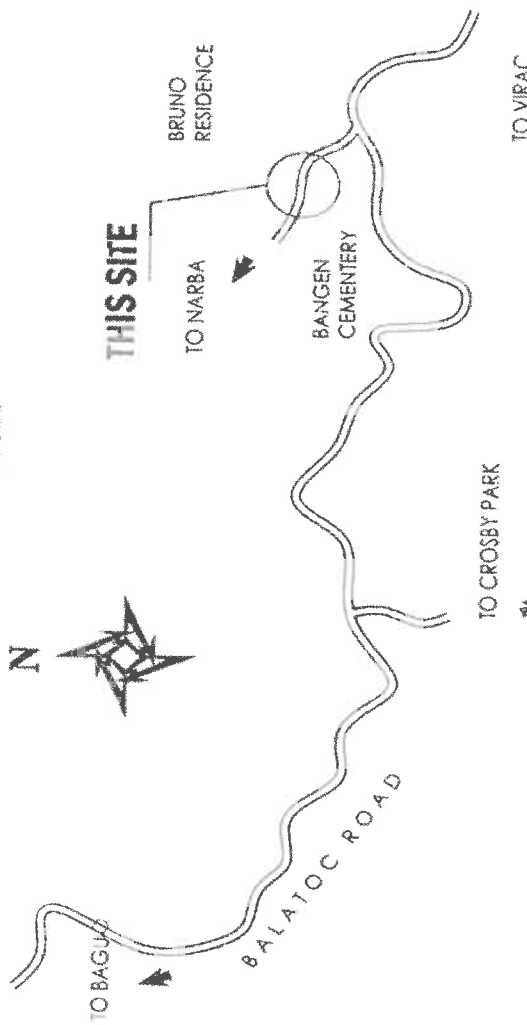 N
THIS SITE
BRUNO
RESIDENCE
TO NARBA
BANGEN
CEMENTERY
TO VIRAC
TO CROSBY PARK
BALATOC ROAD
TO BAGUIO